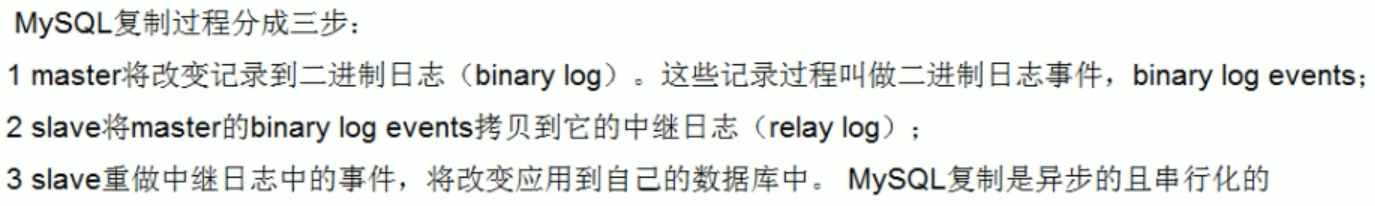 MySQL复制过程分成三步：
1 master将改变记录到二进制日志（binary log）。这些记录过程叫做二进制日志事件，binary log events；
2 slave将master的binary log events拷贝到它的中继日志（relay log）；
3 slave重做中继日志中的事件，将改变应用到自己的数据库中。 MySQL复制是异步的且串行化的